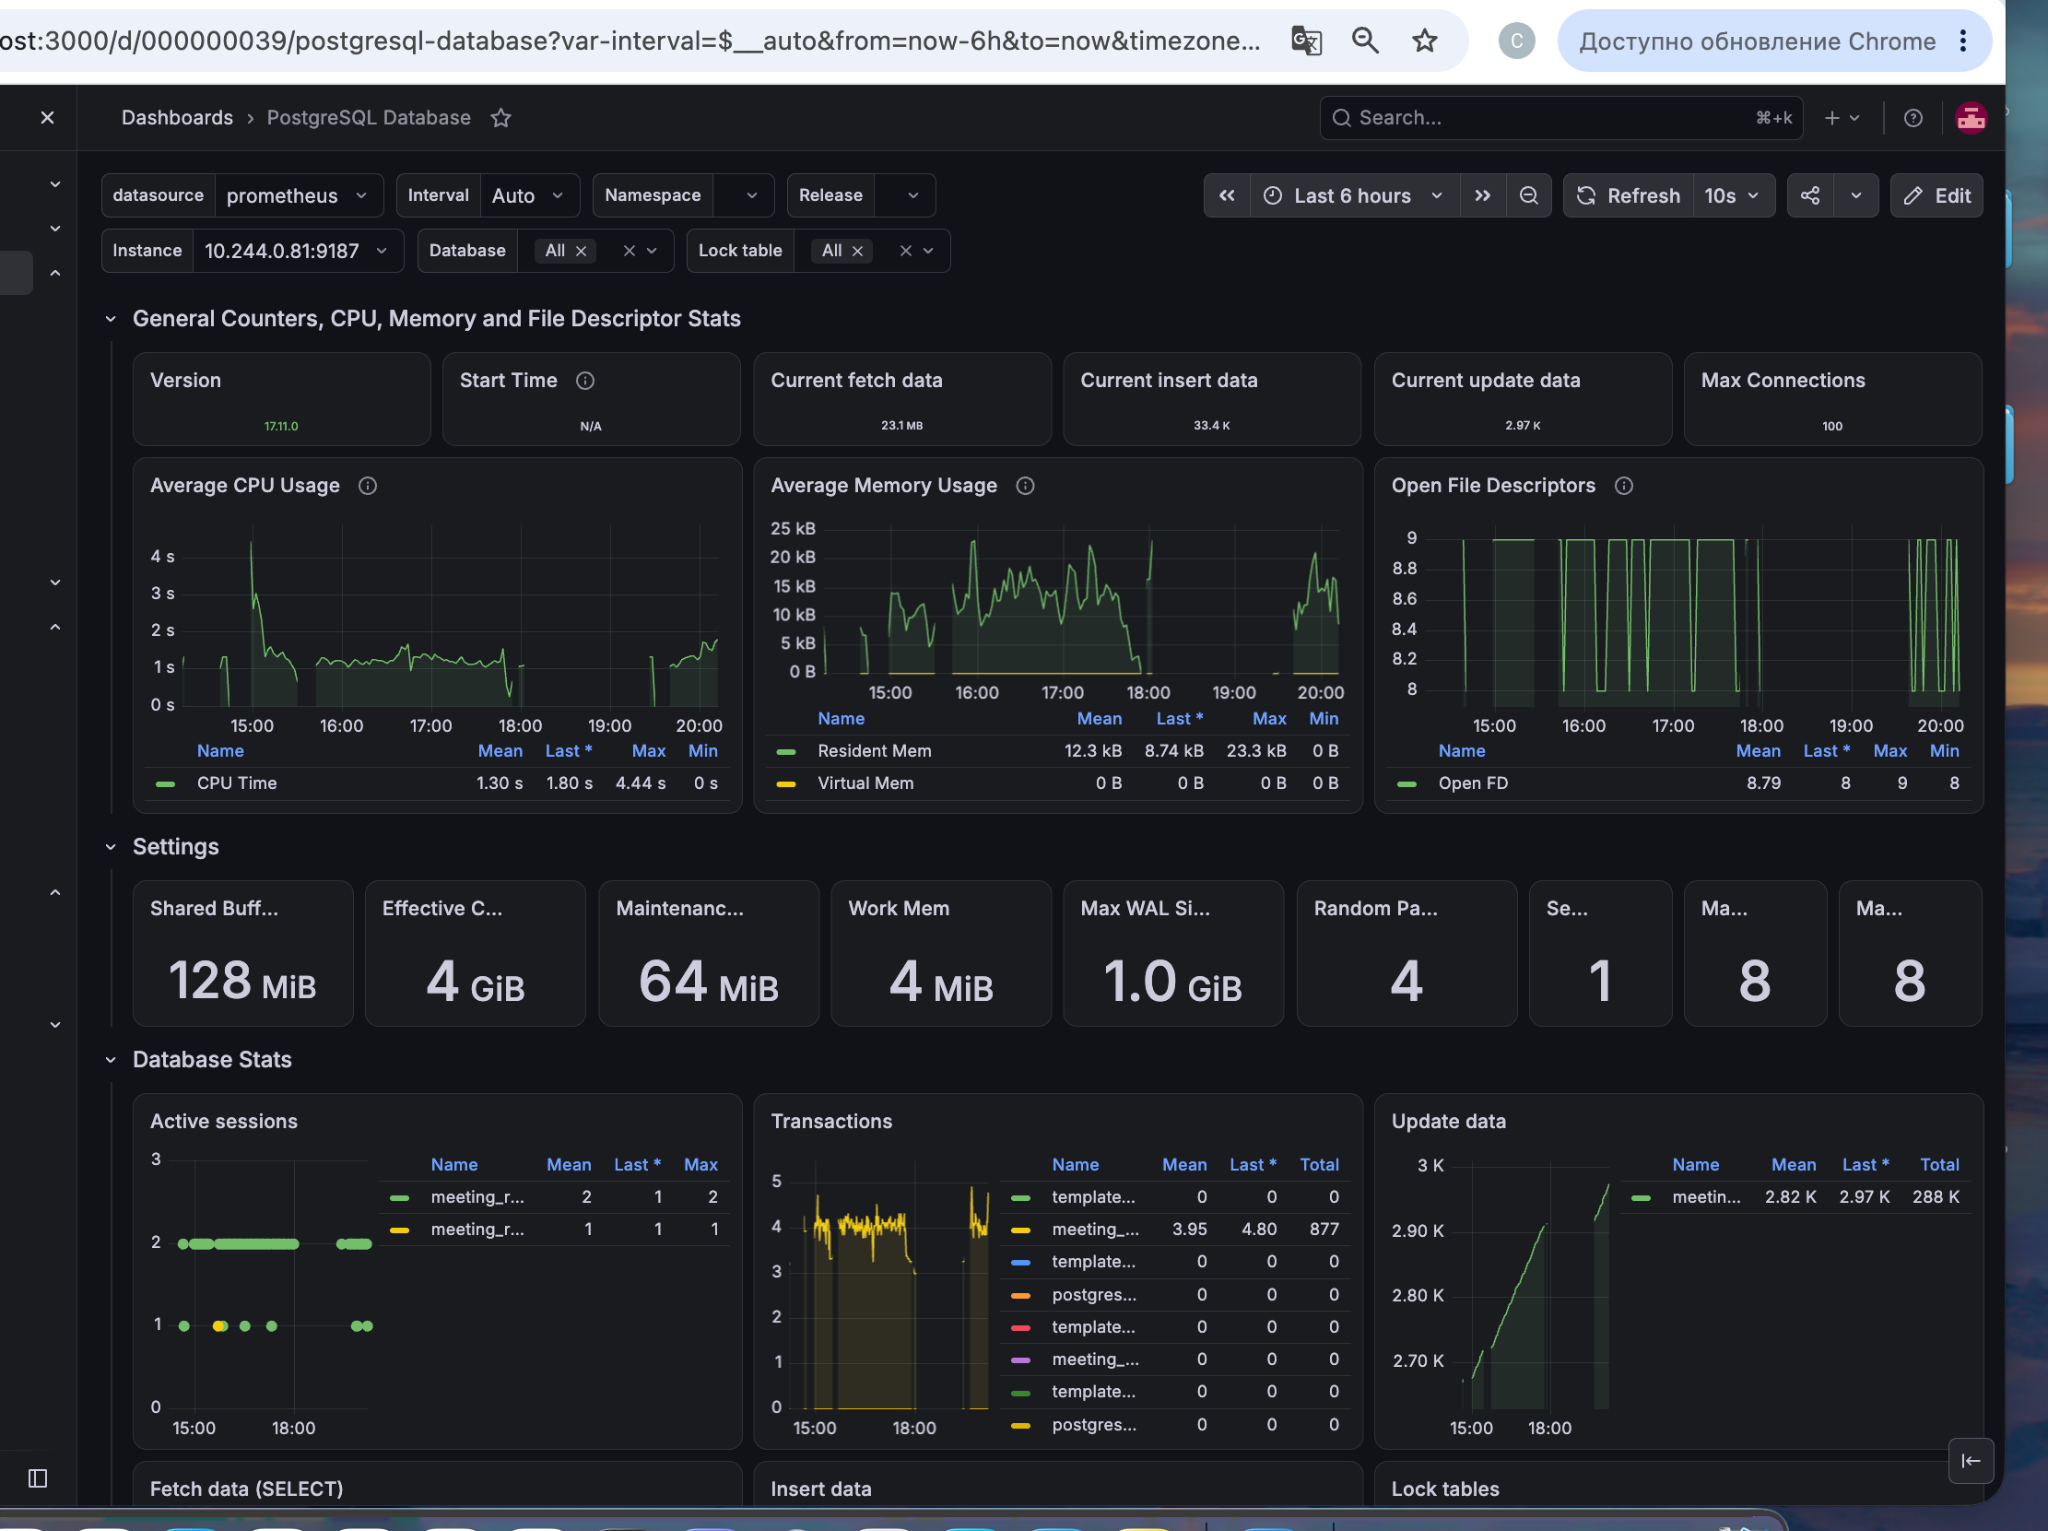 ost:3000/d/000000039/postgresql-database?var-interval=$__auto&from=now-6h&to=now&timezone...
C
Доступно обновление Chrome
Dashboards › PostgreSQL Database
Search... ⌘+k
datasource prometheus Interval Auto Namespace Release
Last 6 hours Refresh 10s Edit
Instance 10.244.0.81:9187 Database All Lock table All
General Counters, CPU, Memory and File Descriptor Stats
Version
17.11.0
Start Time
N/A
Current fetch data
23.1 MB
Current insert data
33.4 K
Current update data
2.97 K
Max Connections
100
Average CPU Usage
4 s
3 s
2 s
1 s
0 s
15:00 16:00 17:00 18:00 19:00 20:00
Name Mean Last * Max Min
CPU Time 1.30 s 1.80 s 4.44 s 0 s
Average Memory Usage
25 kB
20 kB
15 kB
10 kB
5 kB
0 B
15:00 16:00 17:00 18:00 19:00 20:00
Name Mean Last * Max Min
Resident Mem 12.3 kB 8.74 kB 23.3 kB 0 B
Virtual Mem 0 B 0 B 0 B 0 B
Open File Descriptors
9
8.8
8.6
8.4
8.2
8
15:00 16:00 17:00 18:00 19:00 20:00
Name Mean Last * Max Min
Open FD 8.79 8 9 8
Settings
Shared Buff...
128 MiB
Effective C...
4 GiB
Maintenanc...
64 MiB
Work Mem
4 MiB
Max WAL Si...
1.0 GiB
Random Pa...
4
Se...
1
Ma...
8
Ma...
8
Database Stats
Active sessions
3
2
1
0
15:00 18:00
Name Mean Last * Max
meeting_r... 2 1 2
meeting_r... 1 1 1
Transactions
5
4
3
2
1
0
15:00 18:00
Name Mean Last * Total
template... 0 0 0
meeting_... 3.95 4.80 877
template... 0 0 0
postgres... 0 0 0
template... 0 0 0
meeting_... 0 0 0
template... 0 0 0
postgres... 0 0 0
Update data
3 K
2.90 K
2.80 K
2.70 K
15:00 18:00
Name Mean Last * Total
meetin... 2.82 K 2.97 K 288 K
Fetch data (SELECT)
Insert data
Lock tables